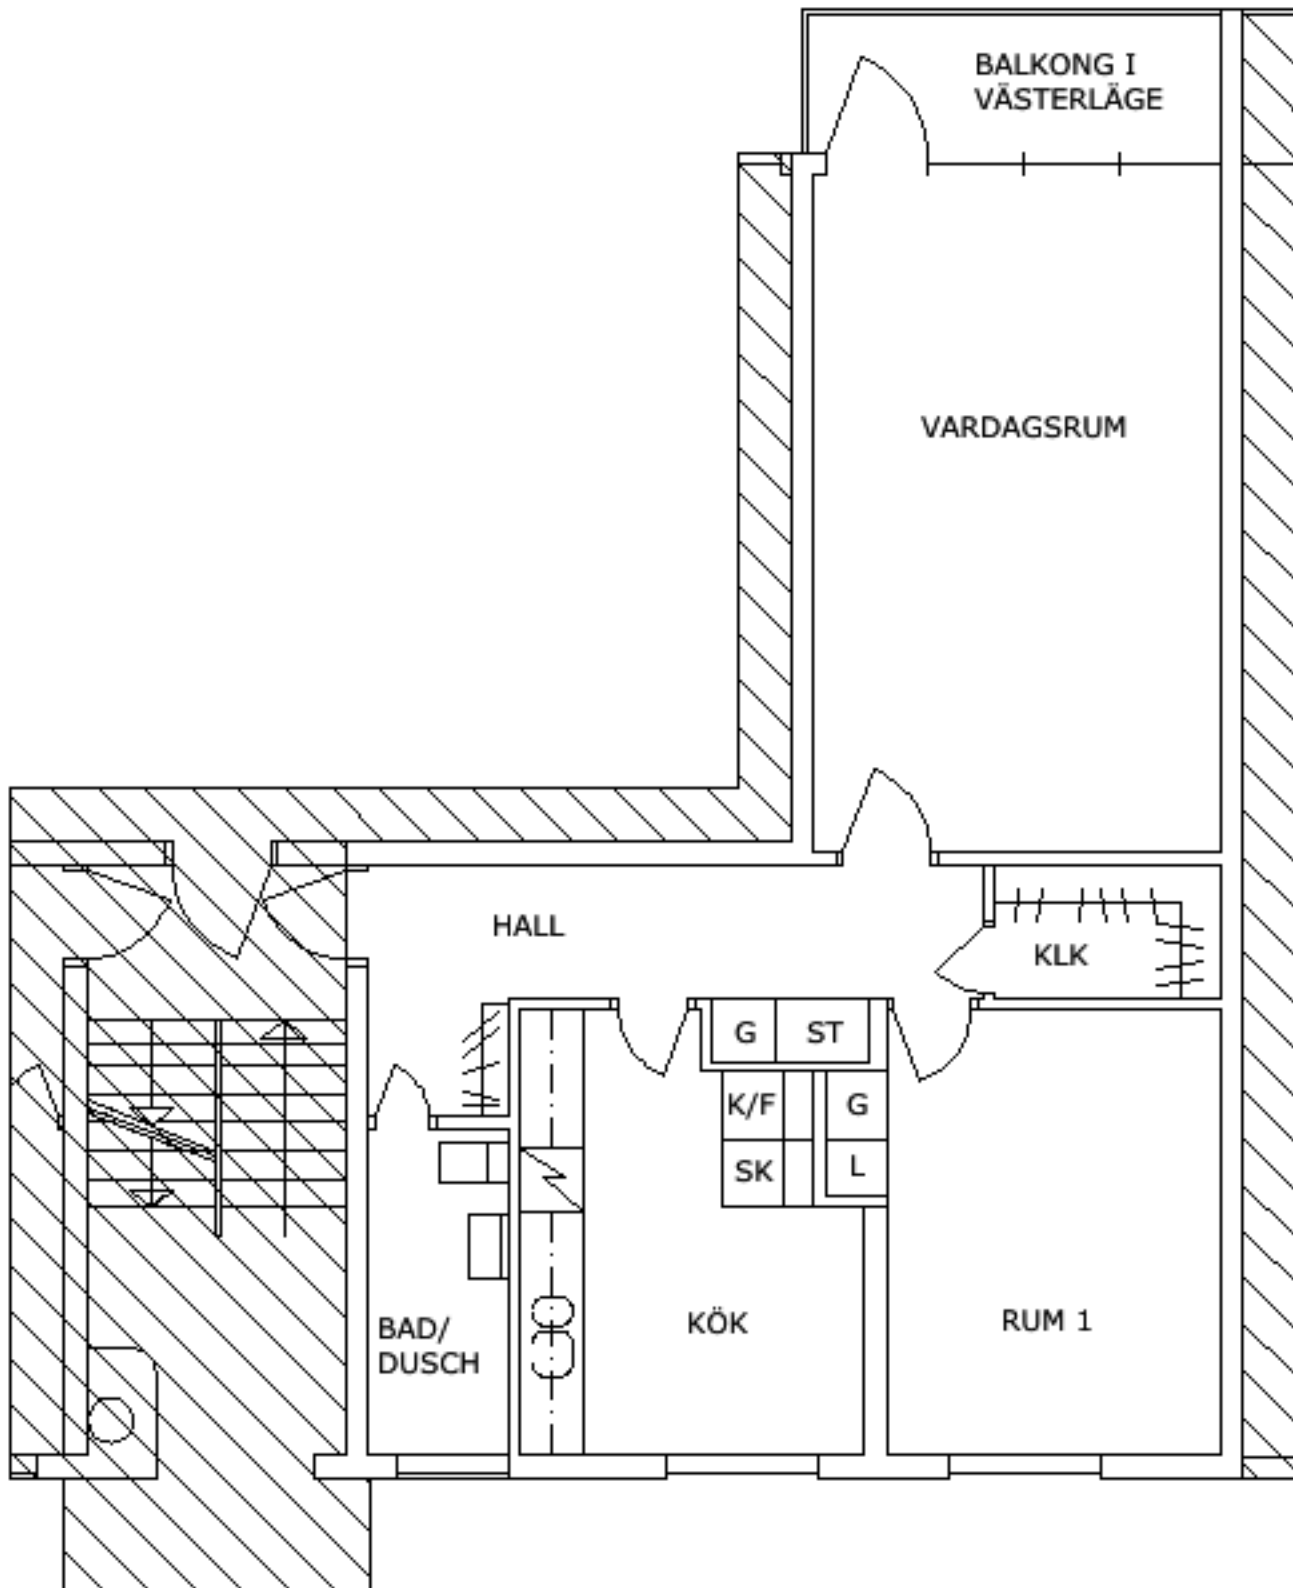 BALKONG I
VÄSTERLÄGE
VARDAGSRUM
HALL
KLK
G
ST
K/F
G
SK
L
BAD/
DUSCH
KÖK
RUM 1